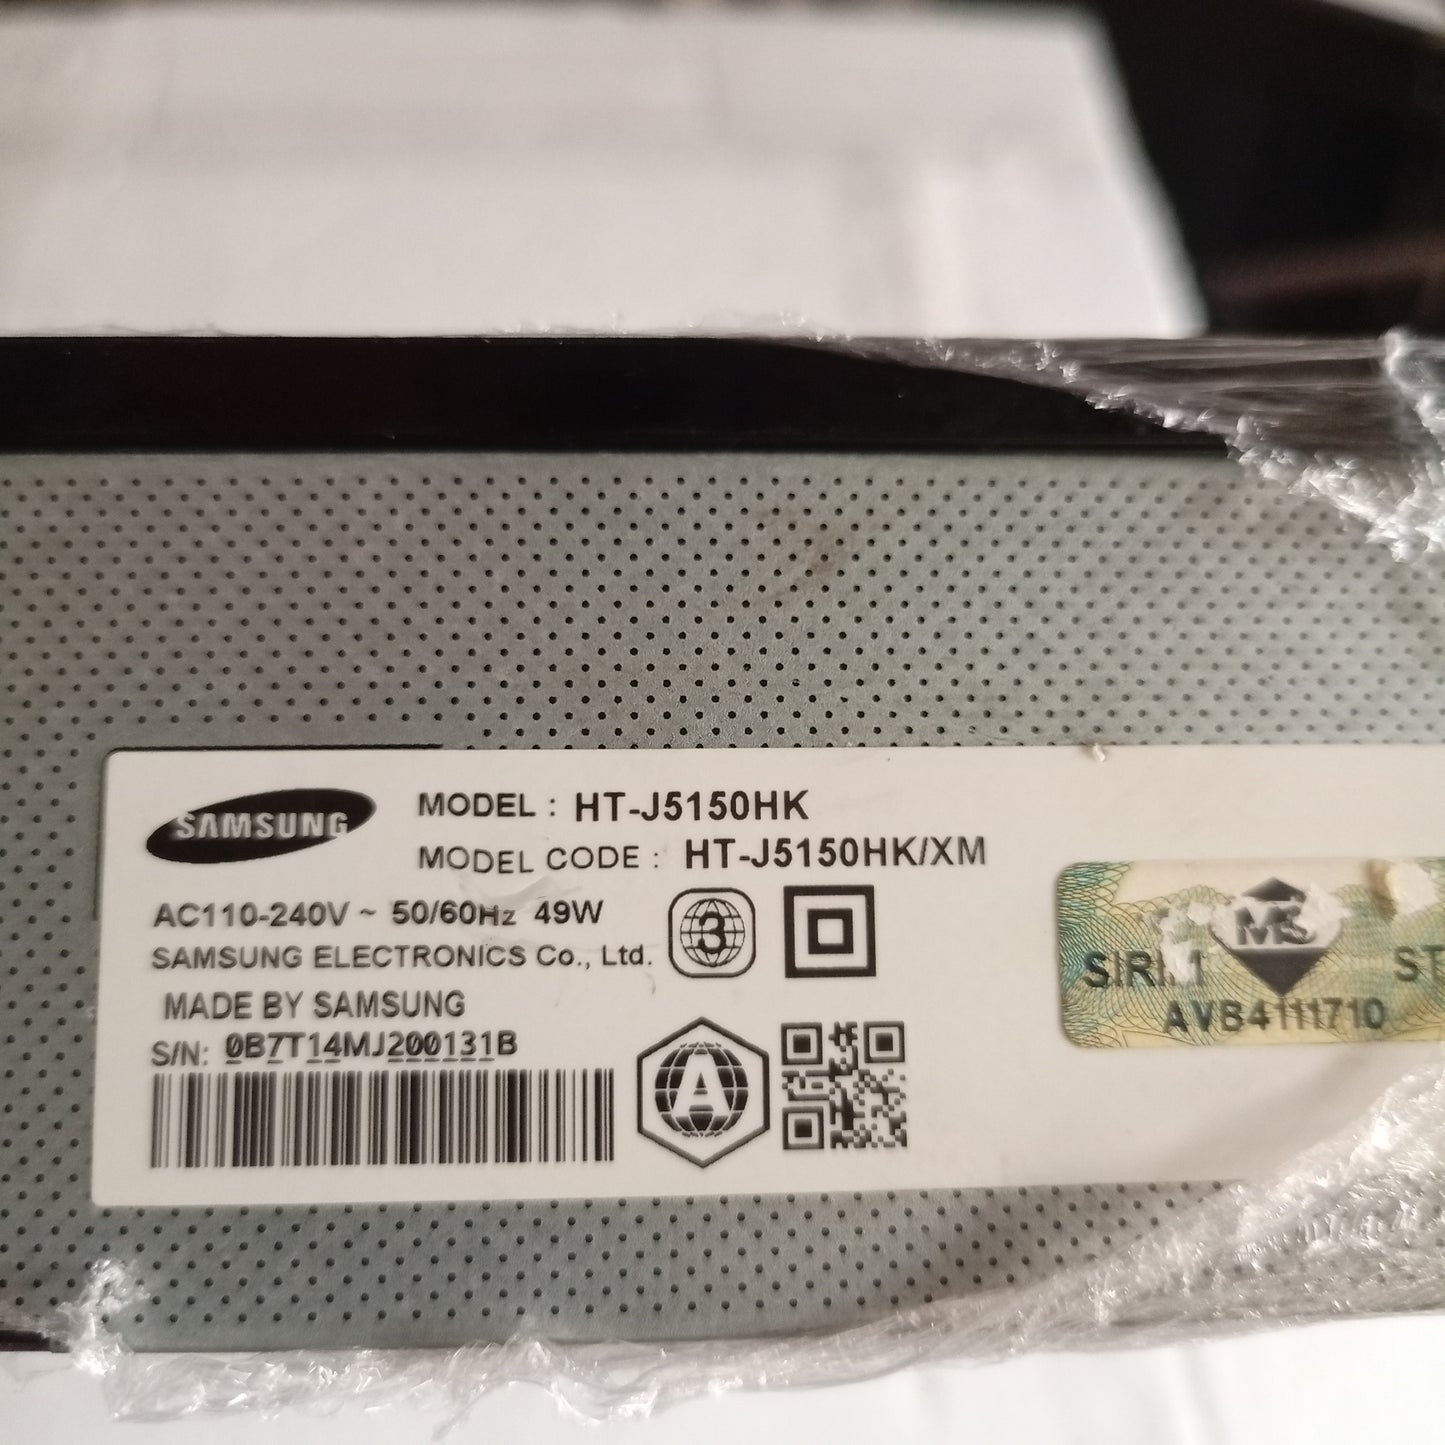 SAMSUNG
MODEL : HT-J5150HK
MODEL CODE : HT-J5150HK/XM
AC110-240V ~ 50/60Hz 49W
3
SAMSUNG ELECTRONICS Co., Ltd.
MADE BY SAMSUNG
S/N: 0B7T14MJ200131B
A
MS
AVB4111710